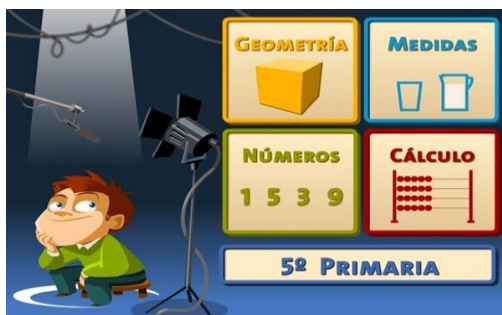 GEOMETRÍA
MEDIDAS
NÚMEROS
1 5 3 9
CÁLCULO
5º PRIMARIA